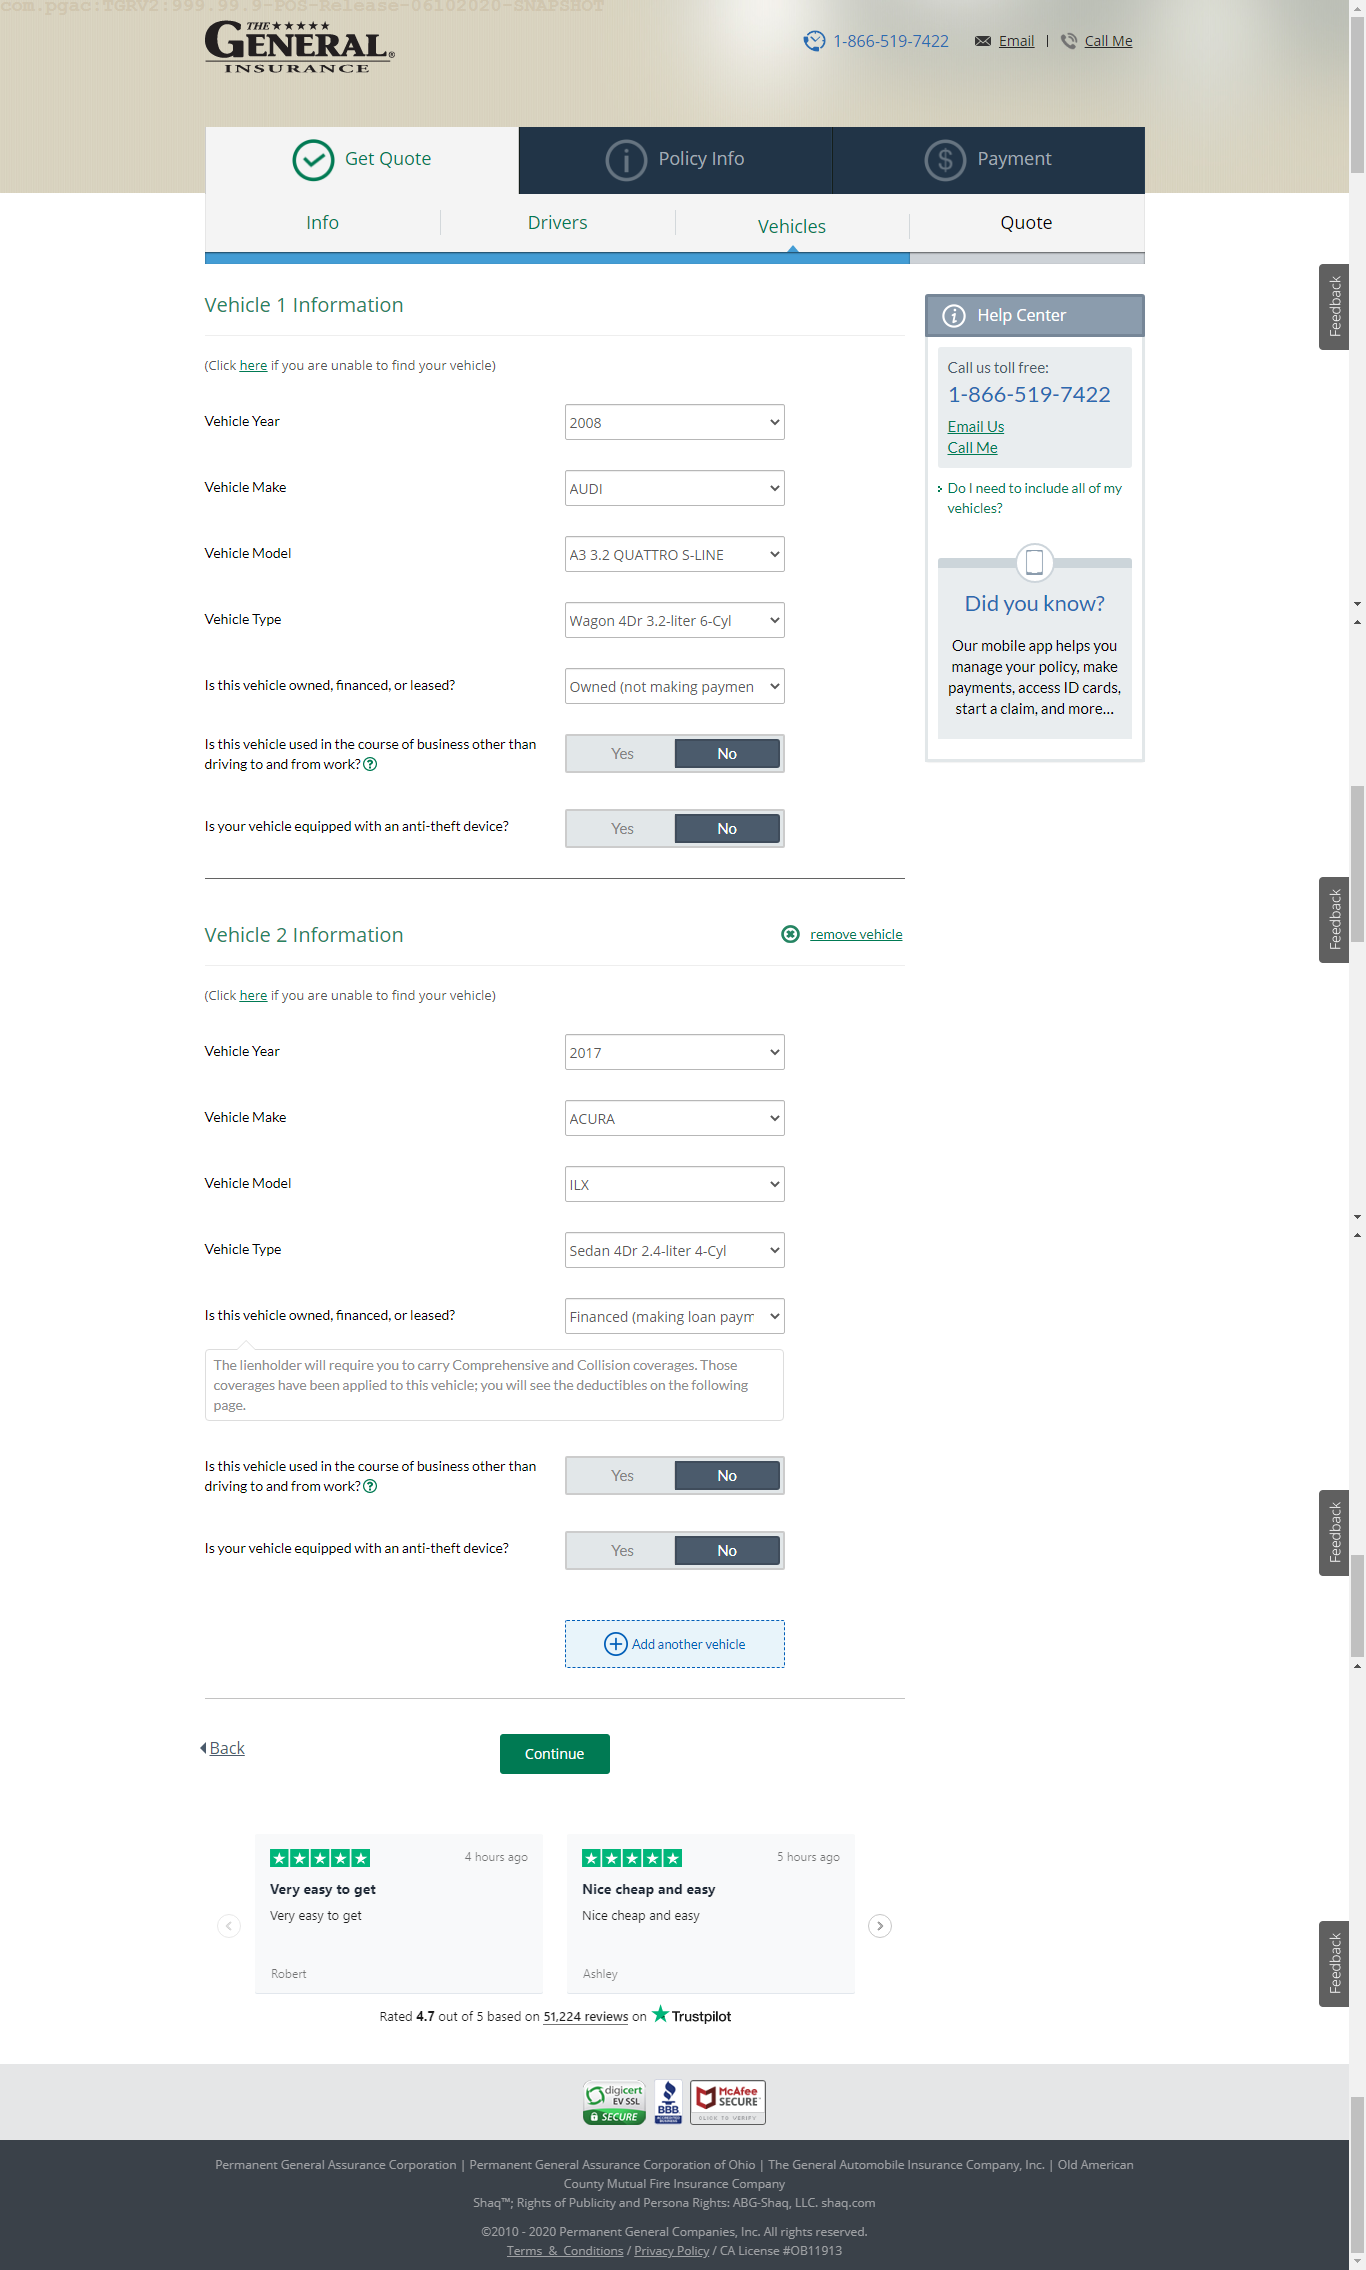 com.pgac:TGRV2:999.99.9-POS-Release-06102020-SNAPSHOT
THE
GENERAL
INSURANCE
1-866-519-7422 Email | Call Me
Get Quote Policy Info Payment
Info Drivers Vehicles Quote
Vehicle 1 Information
(Click here if you are unable to find your vehicle)
Vehicle Year 2008
Vehicle Make AUDI
Vehicle Model A3 3.2 QUATTRO S-LINE
Vehicle Type Wagon 4Dr 3.2-liter 6-Cyl
Is this vehicle owned, financed, or leased? Owned (not making paymen
Is this vehicle used in the course of business other than
driving to and from work? Yes No
Is your vehicle equipped with an anti-theft device? Yes No
Help Center
Call us toll free:
1-866-519-7422
Email Us
Call Me
Do I need to include all of my
vehicles?
Did you know?
Our mobile app helps you
manage your policy, make
payments, access ID cards,
start a claim, and more...
Feedback
Vehicle 2 Information remove vehicle
(Click here if you are unable to find your vehicle)
Vehicle Year 2017
Vehicle Make ACURA
Vehicle Model ILX
Vehicle Type Sedan 4Dr 2.4-liter 4-Cyl
Is this vehicle owned, financed, or leased? Financed (making loan paym
The lienholder will require you to carry Comprehensive and Collision coverages. Those
coverages have been applied to this vehicle; you will see the deductibles on the following
page.
Is this vehicle used in the course of business other than
driving to and from work? Yes No
Is your vehicle equipped with an anti-theft device? Yes No
Feedback
Feedback
Add another vehicle
Back Continue
4 hours ago
Very easy to get
Very easy to get
Robert
5 hours ago
Nice cheap and easy
Nice cheap and easy
Ashley
Feedback
Rated 4.7 out of 5 based on 51,224 reviews on Trustpilot
digicert
EV SSL
SECURE
BBB
ACCREDITED
BUSINESS
McAfee
SECURE
CLICK TO VERIFY
Permanent General Assurance Corporation | Permanent General Assurance Corporation of Ohio | The General Automobile Insurance Company, Inc. | Old American
County Mutual Fire Insurance Company
Shaq™; Rights of Publicity and Persona Rights: ABG-Shaq, LLC. shaq.com
©2010 - 2020 Permanent General Companies, Inc. All rights reserved.
Terms & Conditions / Privacy Policy / CA License #OB11913